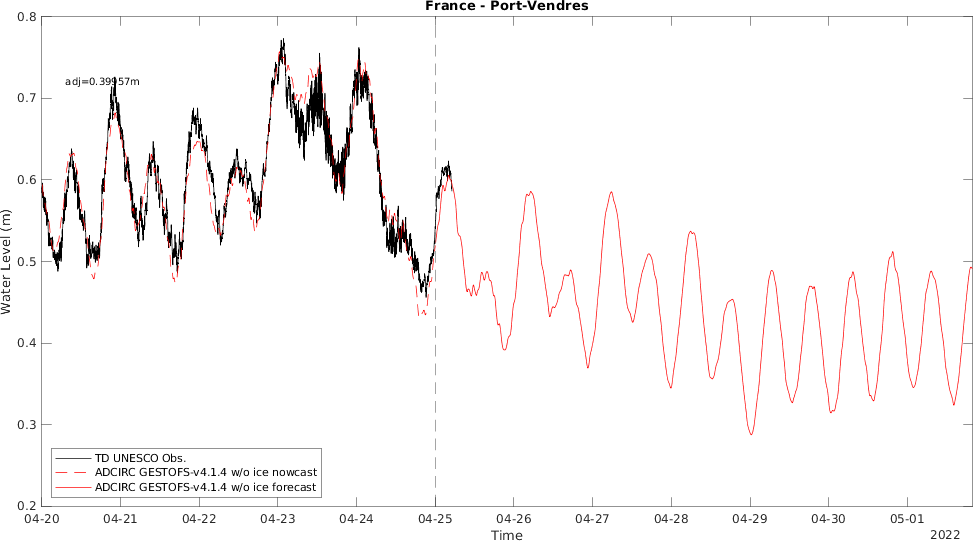 France - Port-Vendres
0.8
0.7
0.6
0.5
0.4
0.3
0.2
Water Level (m)
adj=0.39957m
TD UNESCO Obs.
ADCIRC GESTOFS-v4.1.4 w/o ice nowcast
ADCIRC GESTOFS-v4.1.4 w/o ice forecast
04-20 04-21 04-22 04-23 04-24 04-25 04-26 04-27 04-28 04-29 04-30 05-01
Time
2022